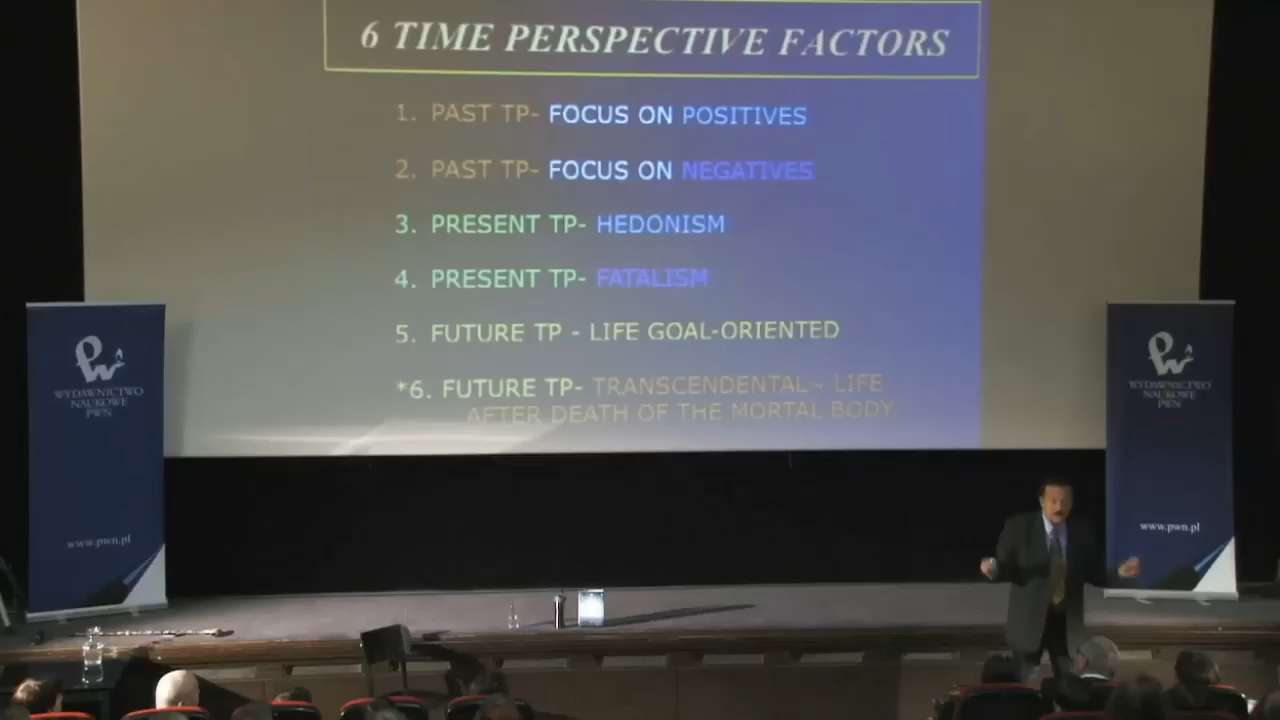 6 TIME PERSPECTIVE FACTORS
1. PAST TP- FOCUS ON POSITIVES
2. PAST TP- FOCUS ON NEGATIVES
3. PRESENT TP- HEDONISM
4. PRESENT TP- FATALISM
5. FUTURE TP - LIFE GOAL-ORIENTED
*6. FUTURE TP- TRANSCENDENTAL~ LIFE
AFTER DEATH OF THE MORTAL BODY
WYDAWNICTWO
NAUKOWE
PWN
www.pwn.pl
WYDAWNICTWO
NAUKOWE
PWN
www.pwn.pl